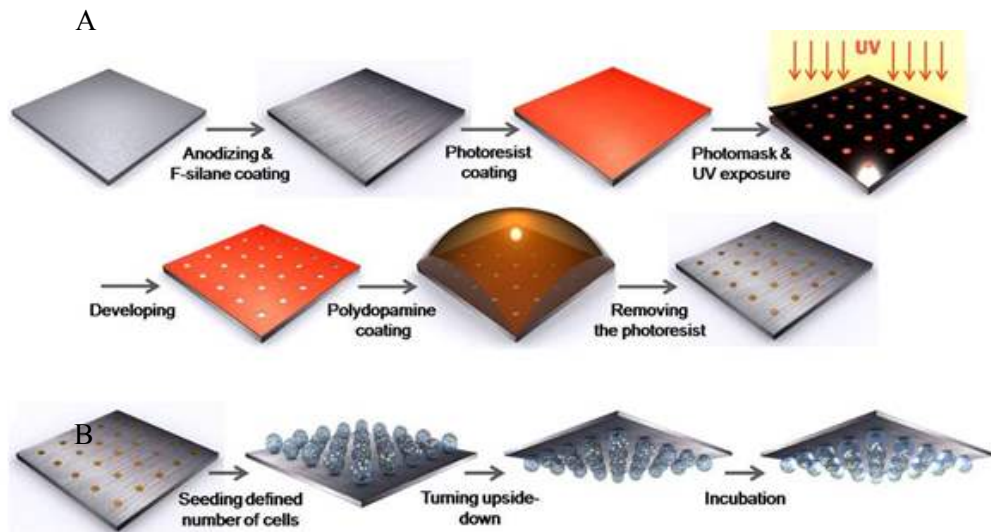 A
UV
Anodizing &
F-silane coating
Photoresist
coating
Photomask &
UV exposure
Developing
Polydopamine
coating
Removing
the photoresist
B
Seeding defined
number of cells
Turning upside-
down
Incubation